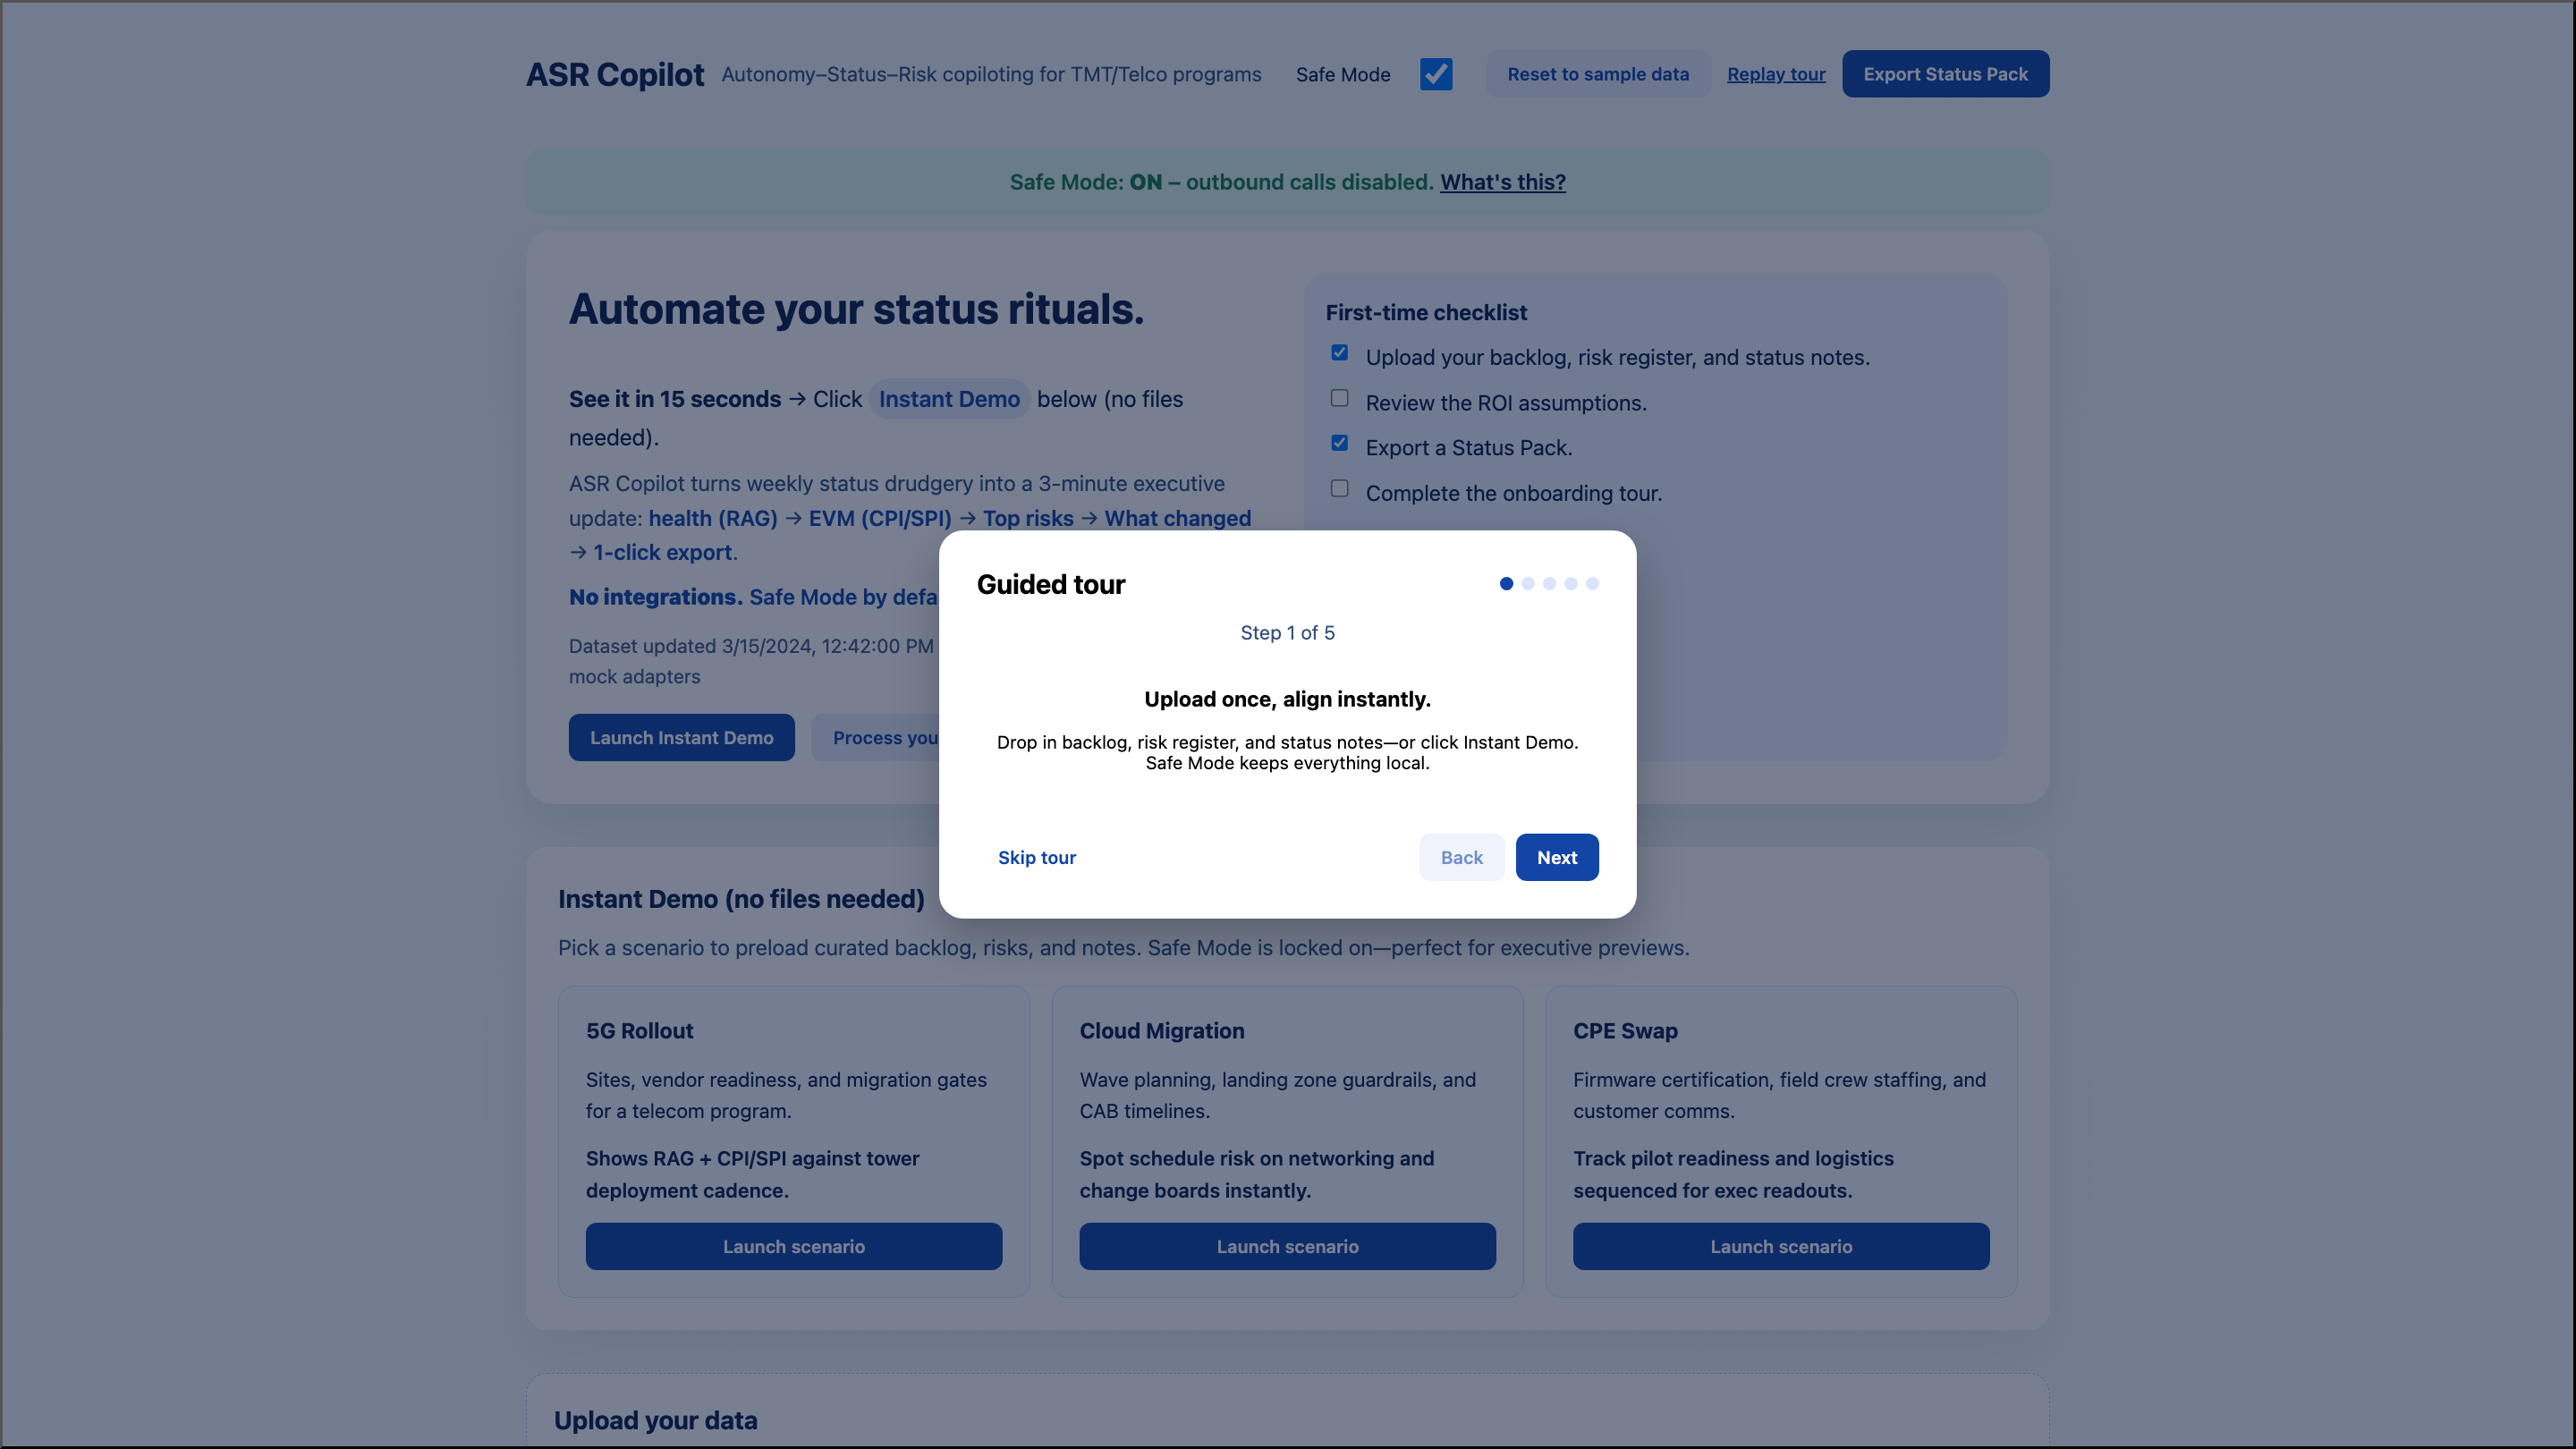 ASR Copilot Autonomy–Status–Risk copiloting for TMT/Telco programs Safe Mode Reset to sample data Replay tour Export Status Pack
Safe Mode: ON – outbound calls disabled. What's this?
Automate your status rituals.
See it in 15 seconds → Click Instant Demo below (no files
needed).
ASR Copilot turns weekly status drudgery into a 3-minute executive
update: health (RAG) → EVM (CPI/SPI) → Top risks → What changed
→ 1-click export.
No integrations. Safe Mode by defa
Dataset updated 3/15/2024, 12:42:00 PM
mock adapters
Launch Instant Demo Process you
First-time checklist
Upload your backlog, risk register, and status notes.
Review the ROI assumptions.
Export a Status Pack.
Complete the onboarding tour.
Guided tour
Step 1 of 5
Upload once, align instantly.
Drop in backlog, risk register, and status notes—or click Instant Demo.
Safe Mode keeps everything local.
Skip tour Back Next
Instant Demo (no files needed)
Pick a scenario to preload curated backlog, risks, and notes. Safe Mode is locked on—perfect for executive previews.
5G Rollout
Sites, vendor readiness, and migration gates
for a telecom program.
Shows RAG + CPI/SPI against tower
deployment cadence.
Launch scenario
Cloud Migration
Wave planning, landing zone guardrails, and
CAB timelines.
Spot schedule risk on networking and
change boards instantly.
Launch scenario
CPE Swap
Firmware certification, field crew staffing, and
customer comms.
Track pilot readiness and logistics
sequenced for exec readouts.
Launch scenario
Upload your data